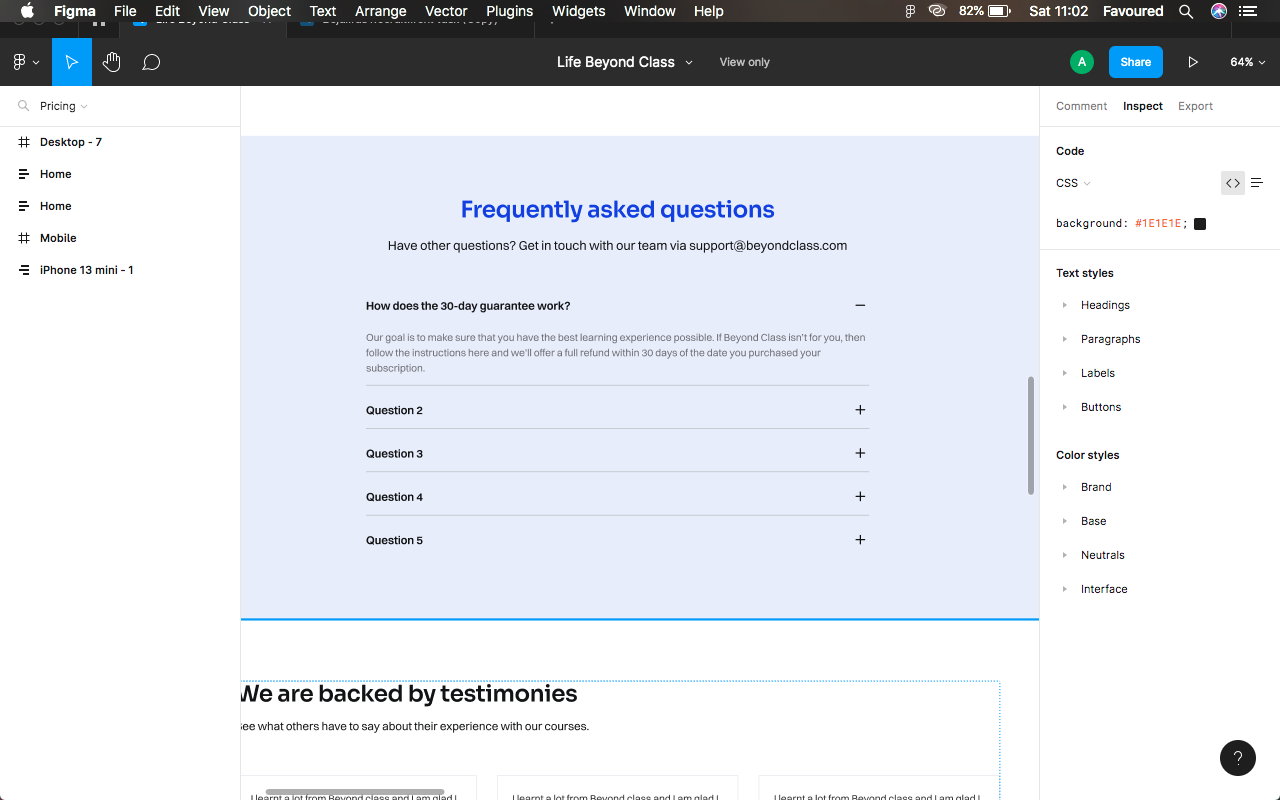 Figma File Edit View Object Text Arrange Vector Plugins Widgets Window Help 82% Sat 11:02 Favoured
Life Beyond Class View only A Share 64%
Pricing
Desktop - 7
Home
Home
Mobile
iPhone 13 mini - 1
Frequently asked questions
Have other questions? Get in touch with our team via support@beyondclass.com
How does the 30-day guarantee work?
Our goal is to make sure that you have the best learning experience possible. If Beyond Class isn't for you, then
follow the instructions here and we'll offer a full refund within 30 days of the date you purchased your
subscription.
Question 2
Question 3
Question 4
Question 5
We are backed by testimonies
See what others have to say about their experience with our courses.
I learnt a lot from Beyond class and I am glad I
I learnt a lot from Beyond class and I am glad I
I learnt a lot from Beyond class and I am glad I
Comment Inspect Export
Code
CSS
background: #1E1E1E;
Text styles
Headings
Paragraphs
Labels
Buttons
Color styles
Brand
Base
Neutrals
Interface
?